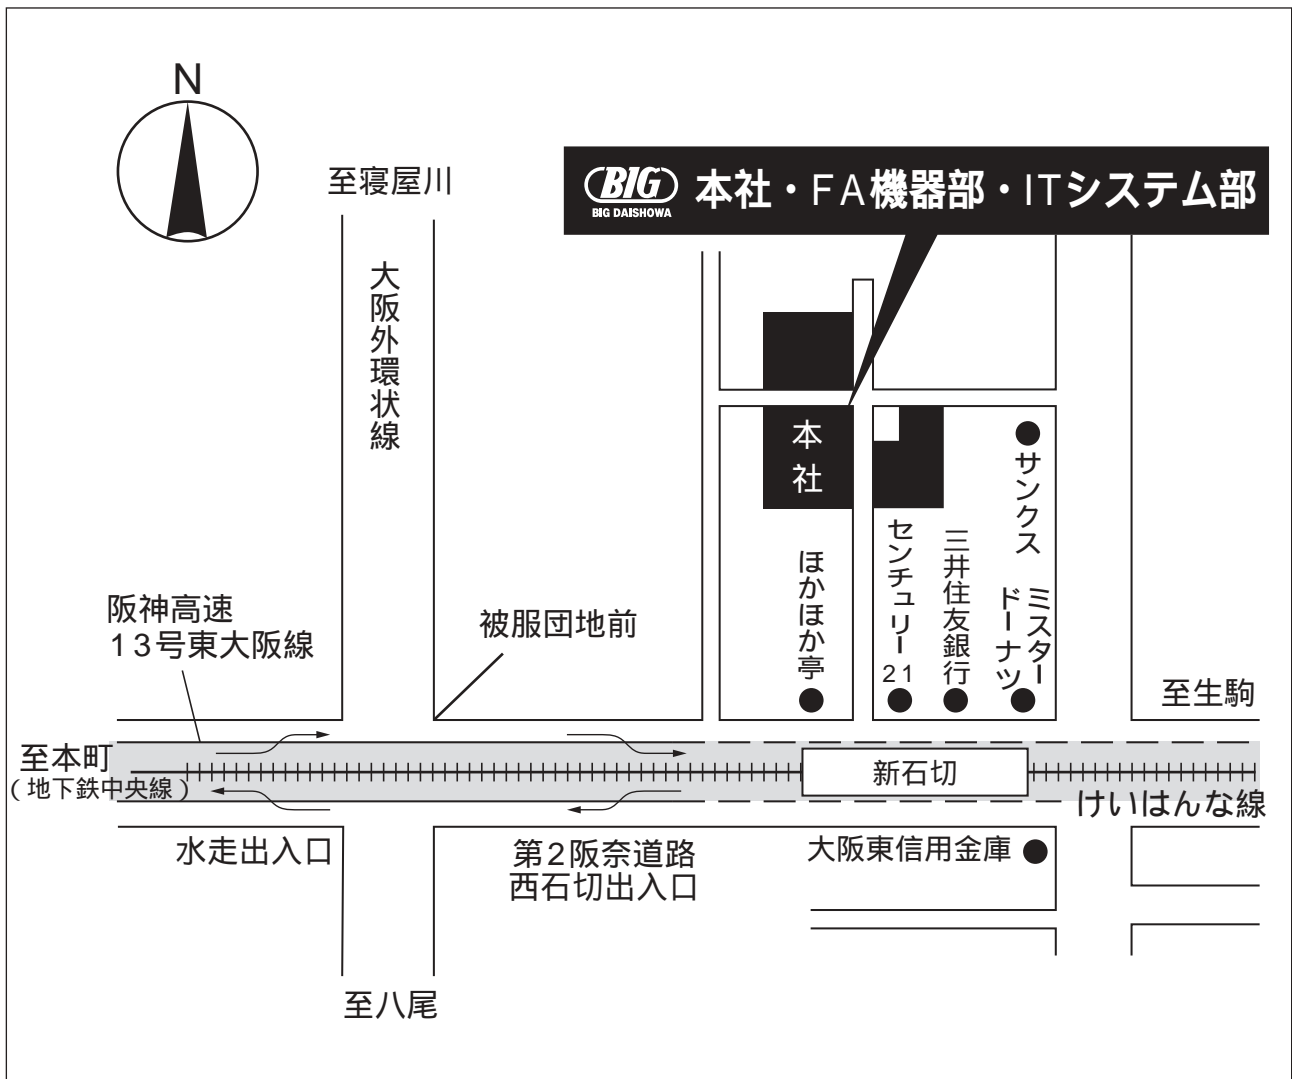 N
至寝屋川
BIG
BIG DAISHOWA
本社・FA機器部・ITシステム部
大阪外環状線
本社
サンクス
ほかほか亭
センチュリー21
三井住友銀行
ミスター
ドーナツ
阪神高速
13号東大阪線
被服団地前
至生駒
至本町
(地下鉄中央線)
新石切
けいはんな線
水走出入口
第2阪奈道路
西石切出入口
大阪東信用金庫
至八尾